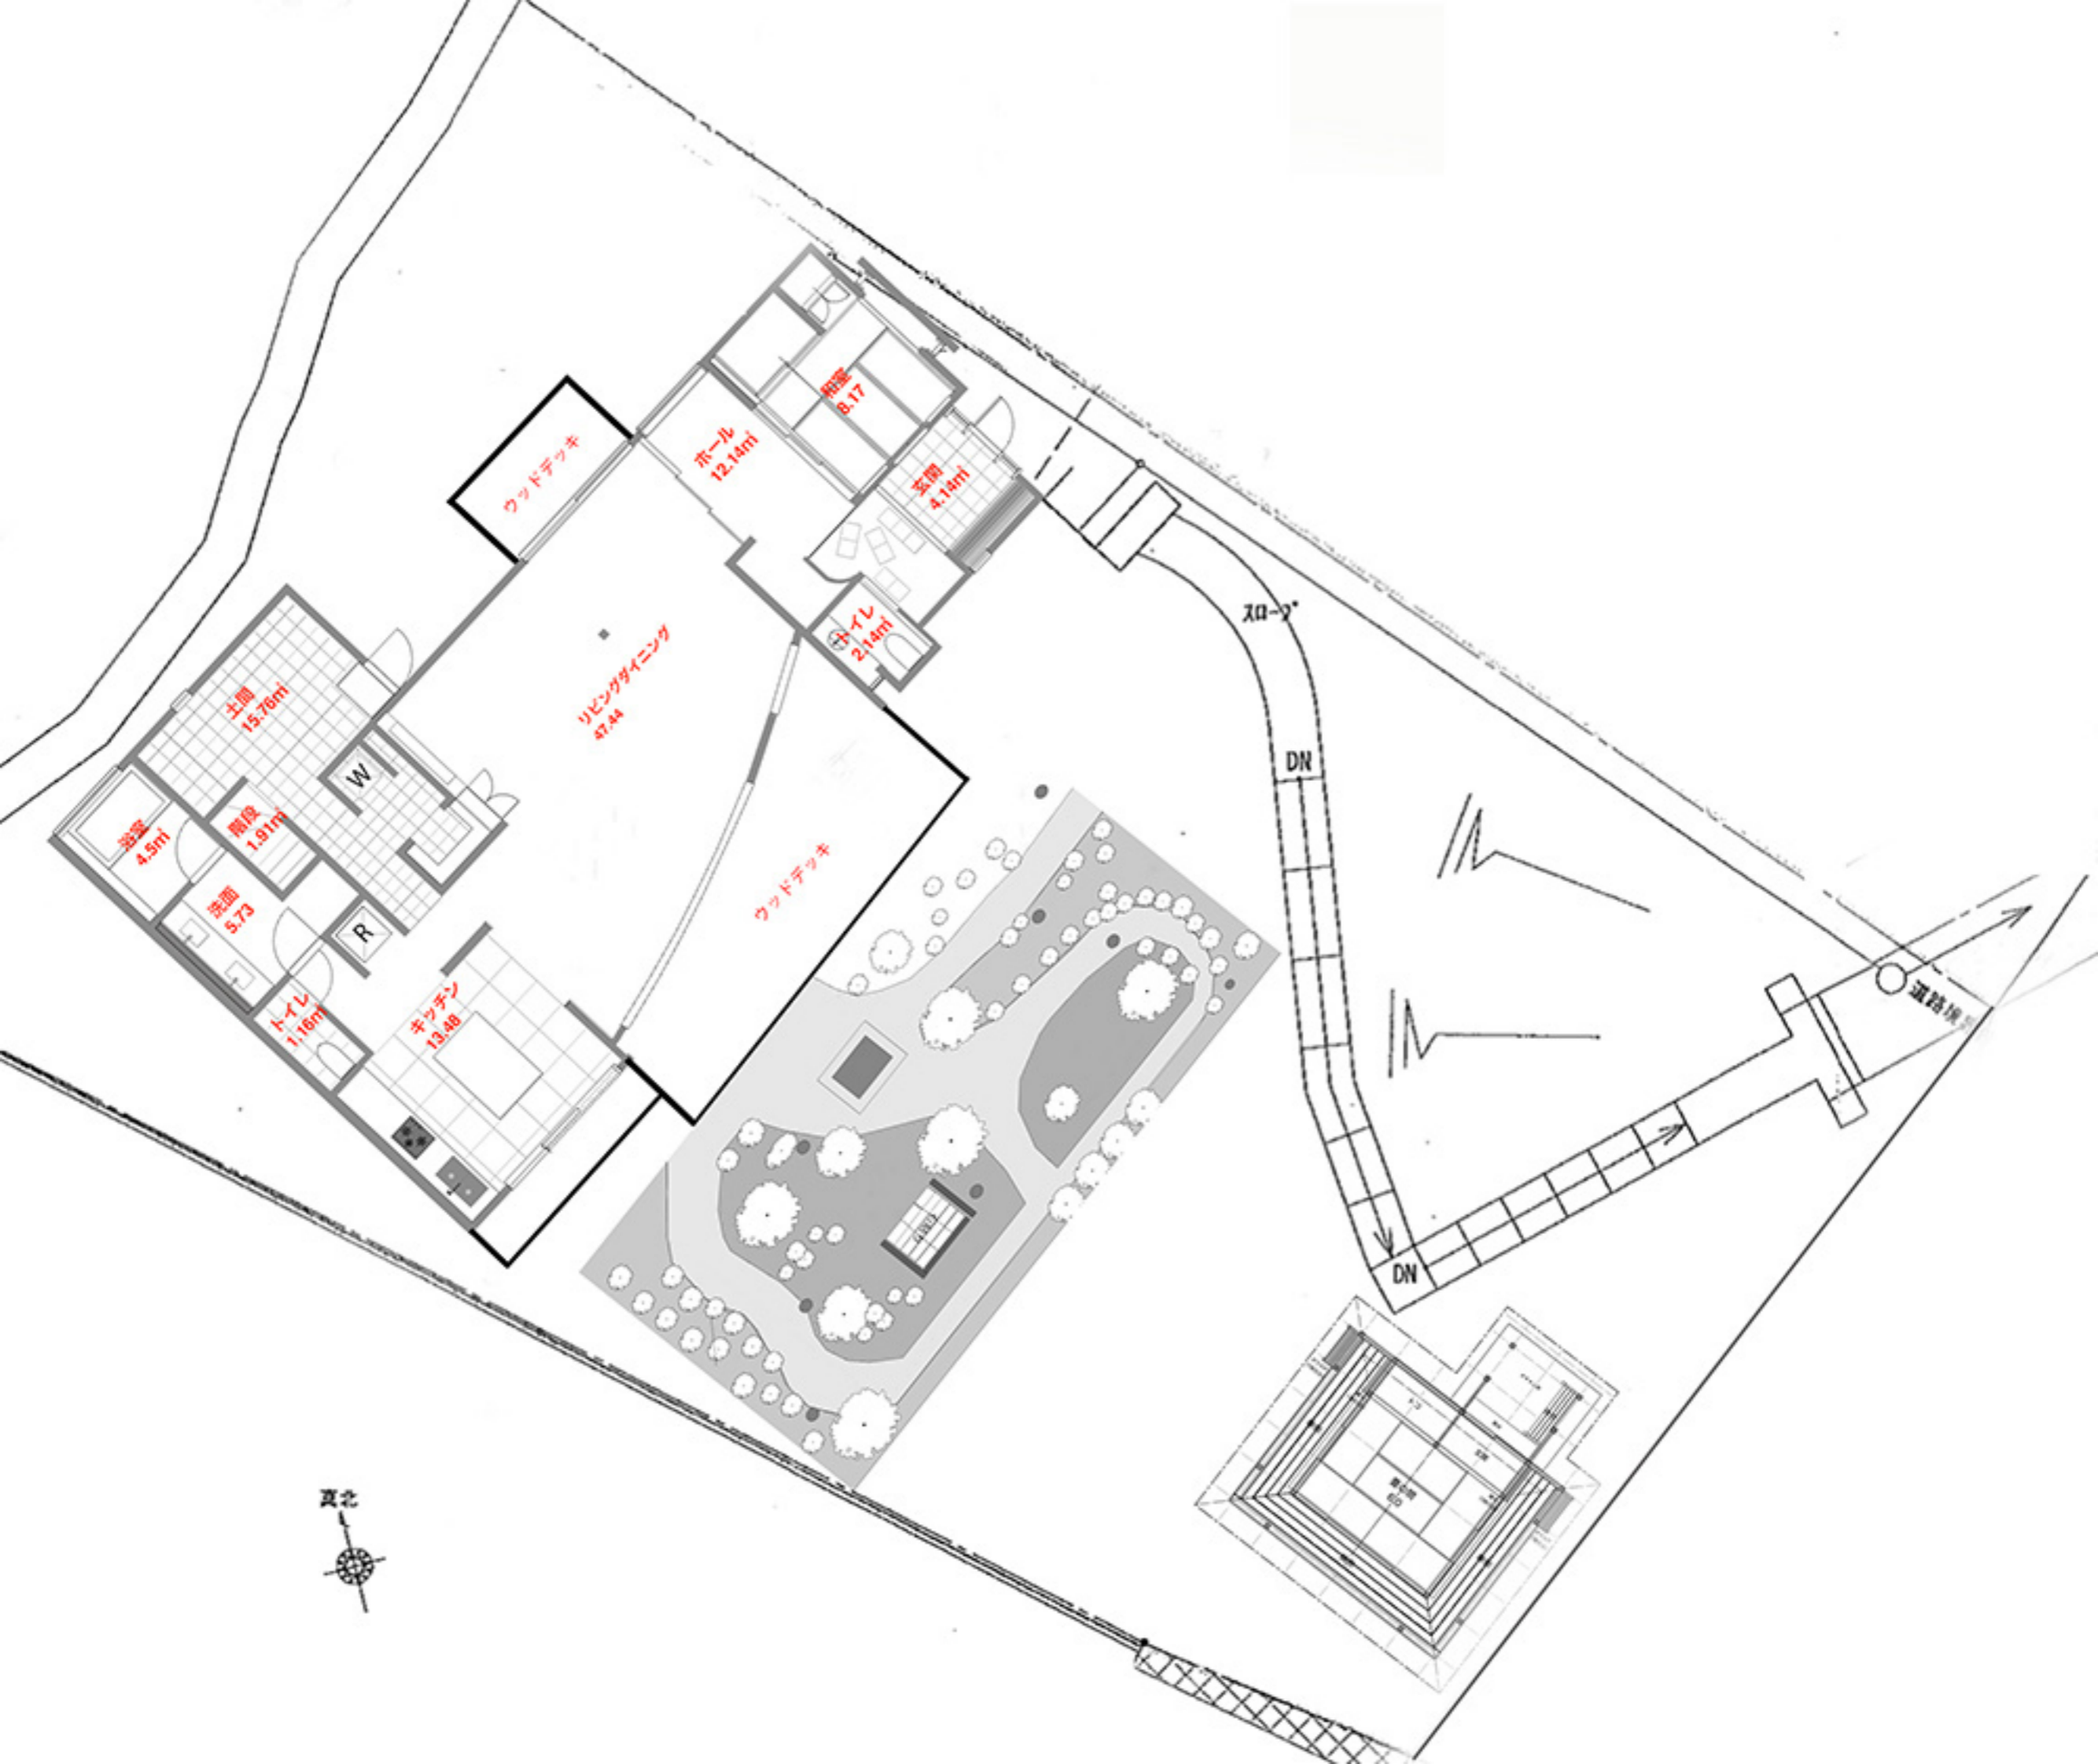 和室
8.17
ホール
12.14㎡
玄関
4.14㎡
ウッドデッキ
トイレ
2.14㎡
スロープ
リビングダイニング
47.44
土間
15.76㎡
W
DN
浴室
4.5㎡
階段
1.91㎡
洗面
5.73
R
ウッドデッキ
トイレ
1.16㎡
キッチン
13.48
DN
真北